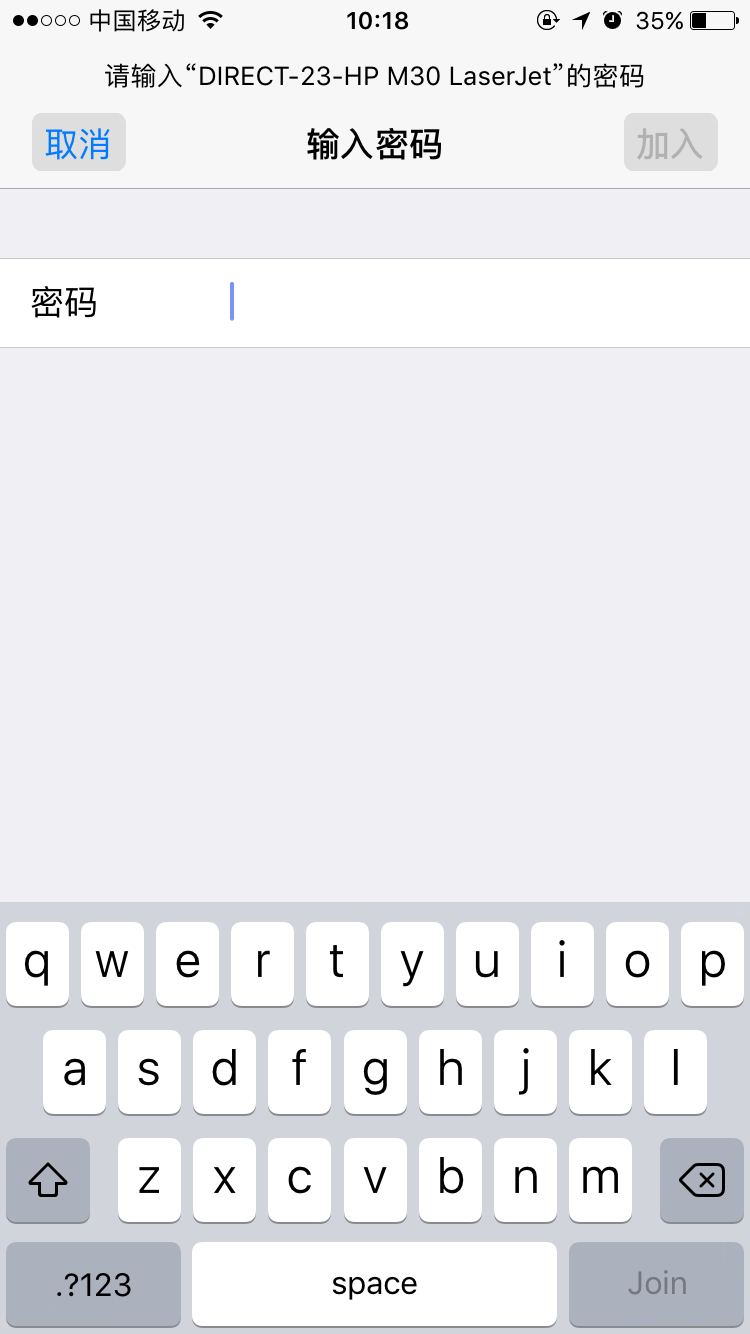 中国移动 10:18 35%
请输入“DIRECT-23-HP M30 LaserJet”的密码
取消 输入密码 加入
密码
q w e r t y u i o p
a s d f g h j k l
z x c v b n m
.?123 space Join